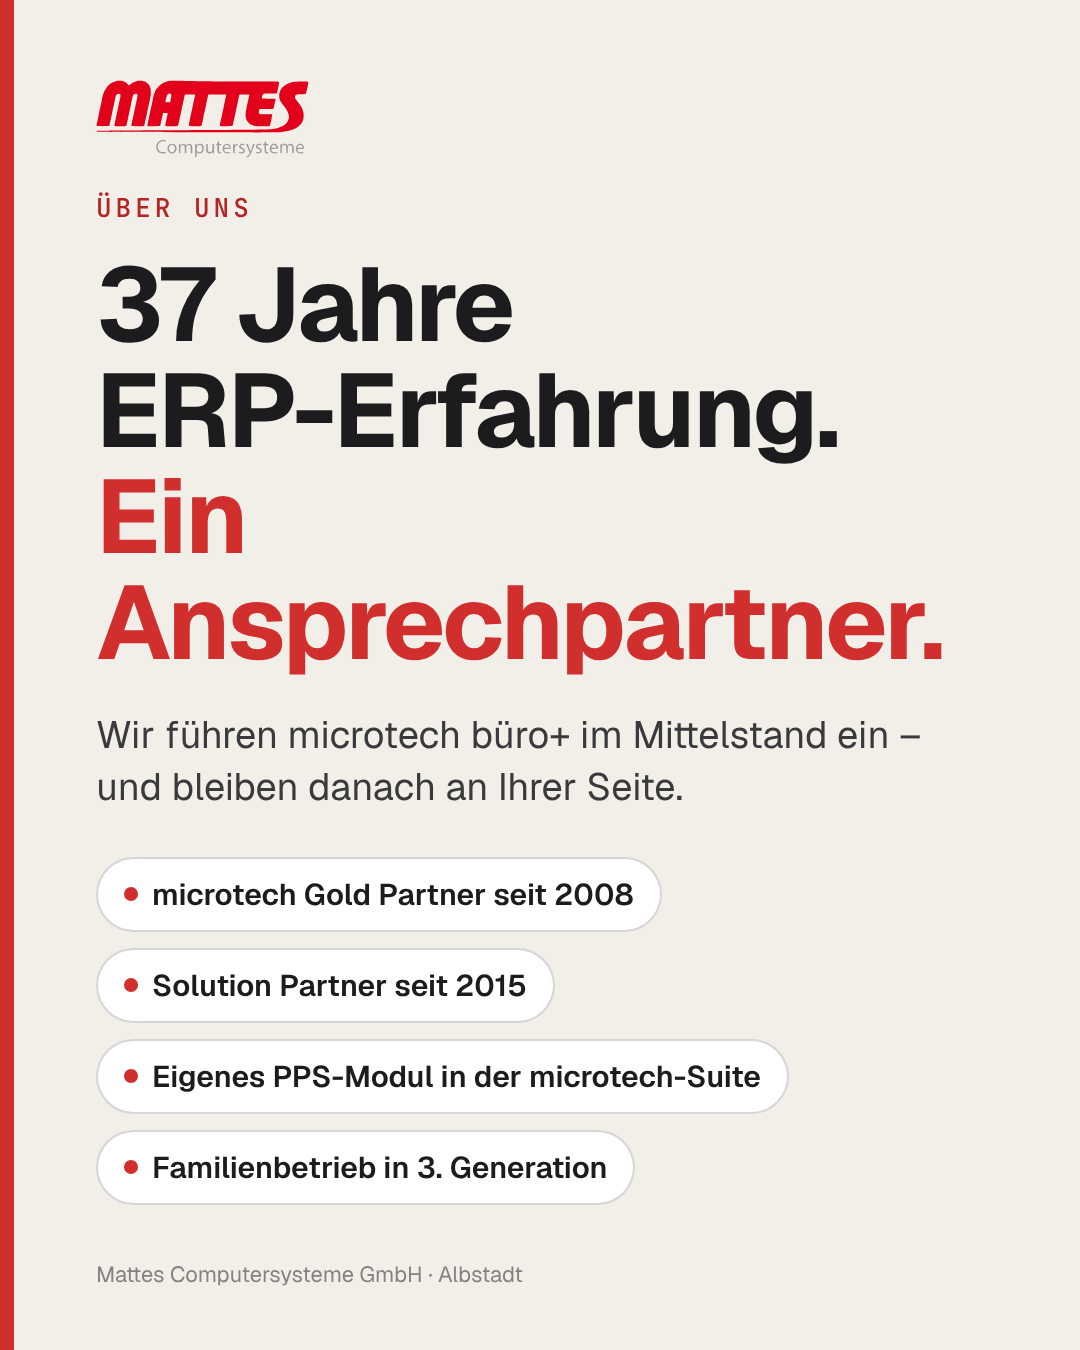 MATTES
Computersysteme
ÜBER UNS
37 Jahre
ERP-Erfahrung.
Ein
Ansprechpartner.
Wir führen microtech büro+ im Mittelstand ein –
und bleiben danach an Ihrer Seite.
microtech Gold Partner seit 2008
Solution Partner seit 2015
Eigenes PPS-Modul in der microtech-Suite
Familienbetrieb in 3. Generation
Mattes Computersysteme GmbH · Albstadt